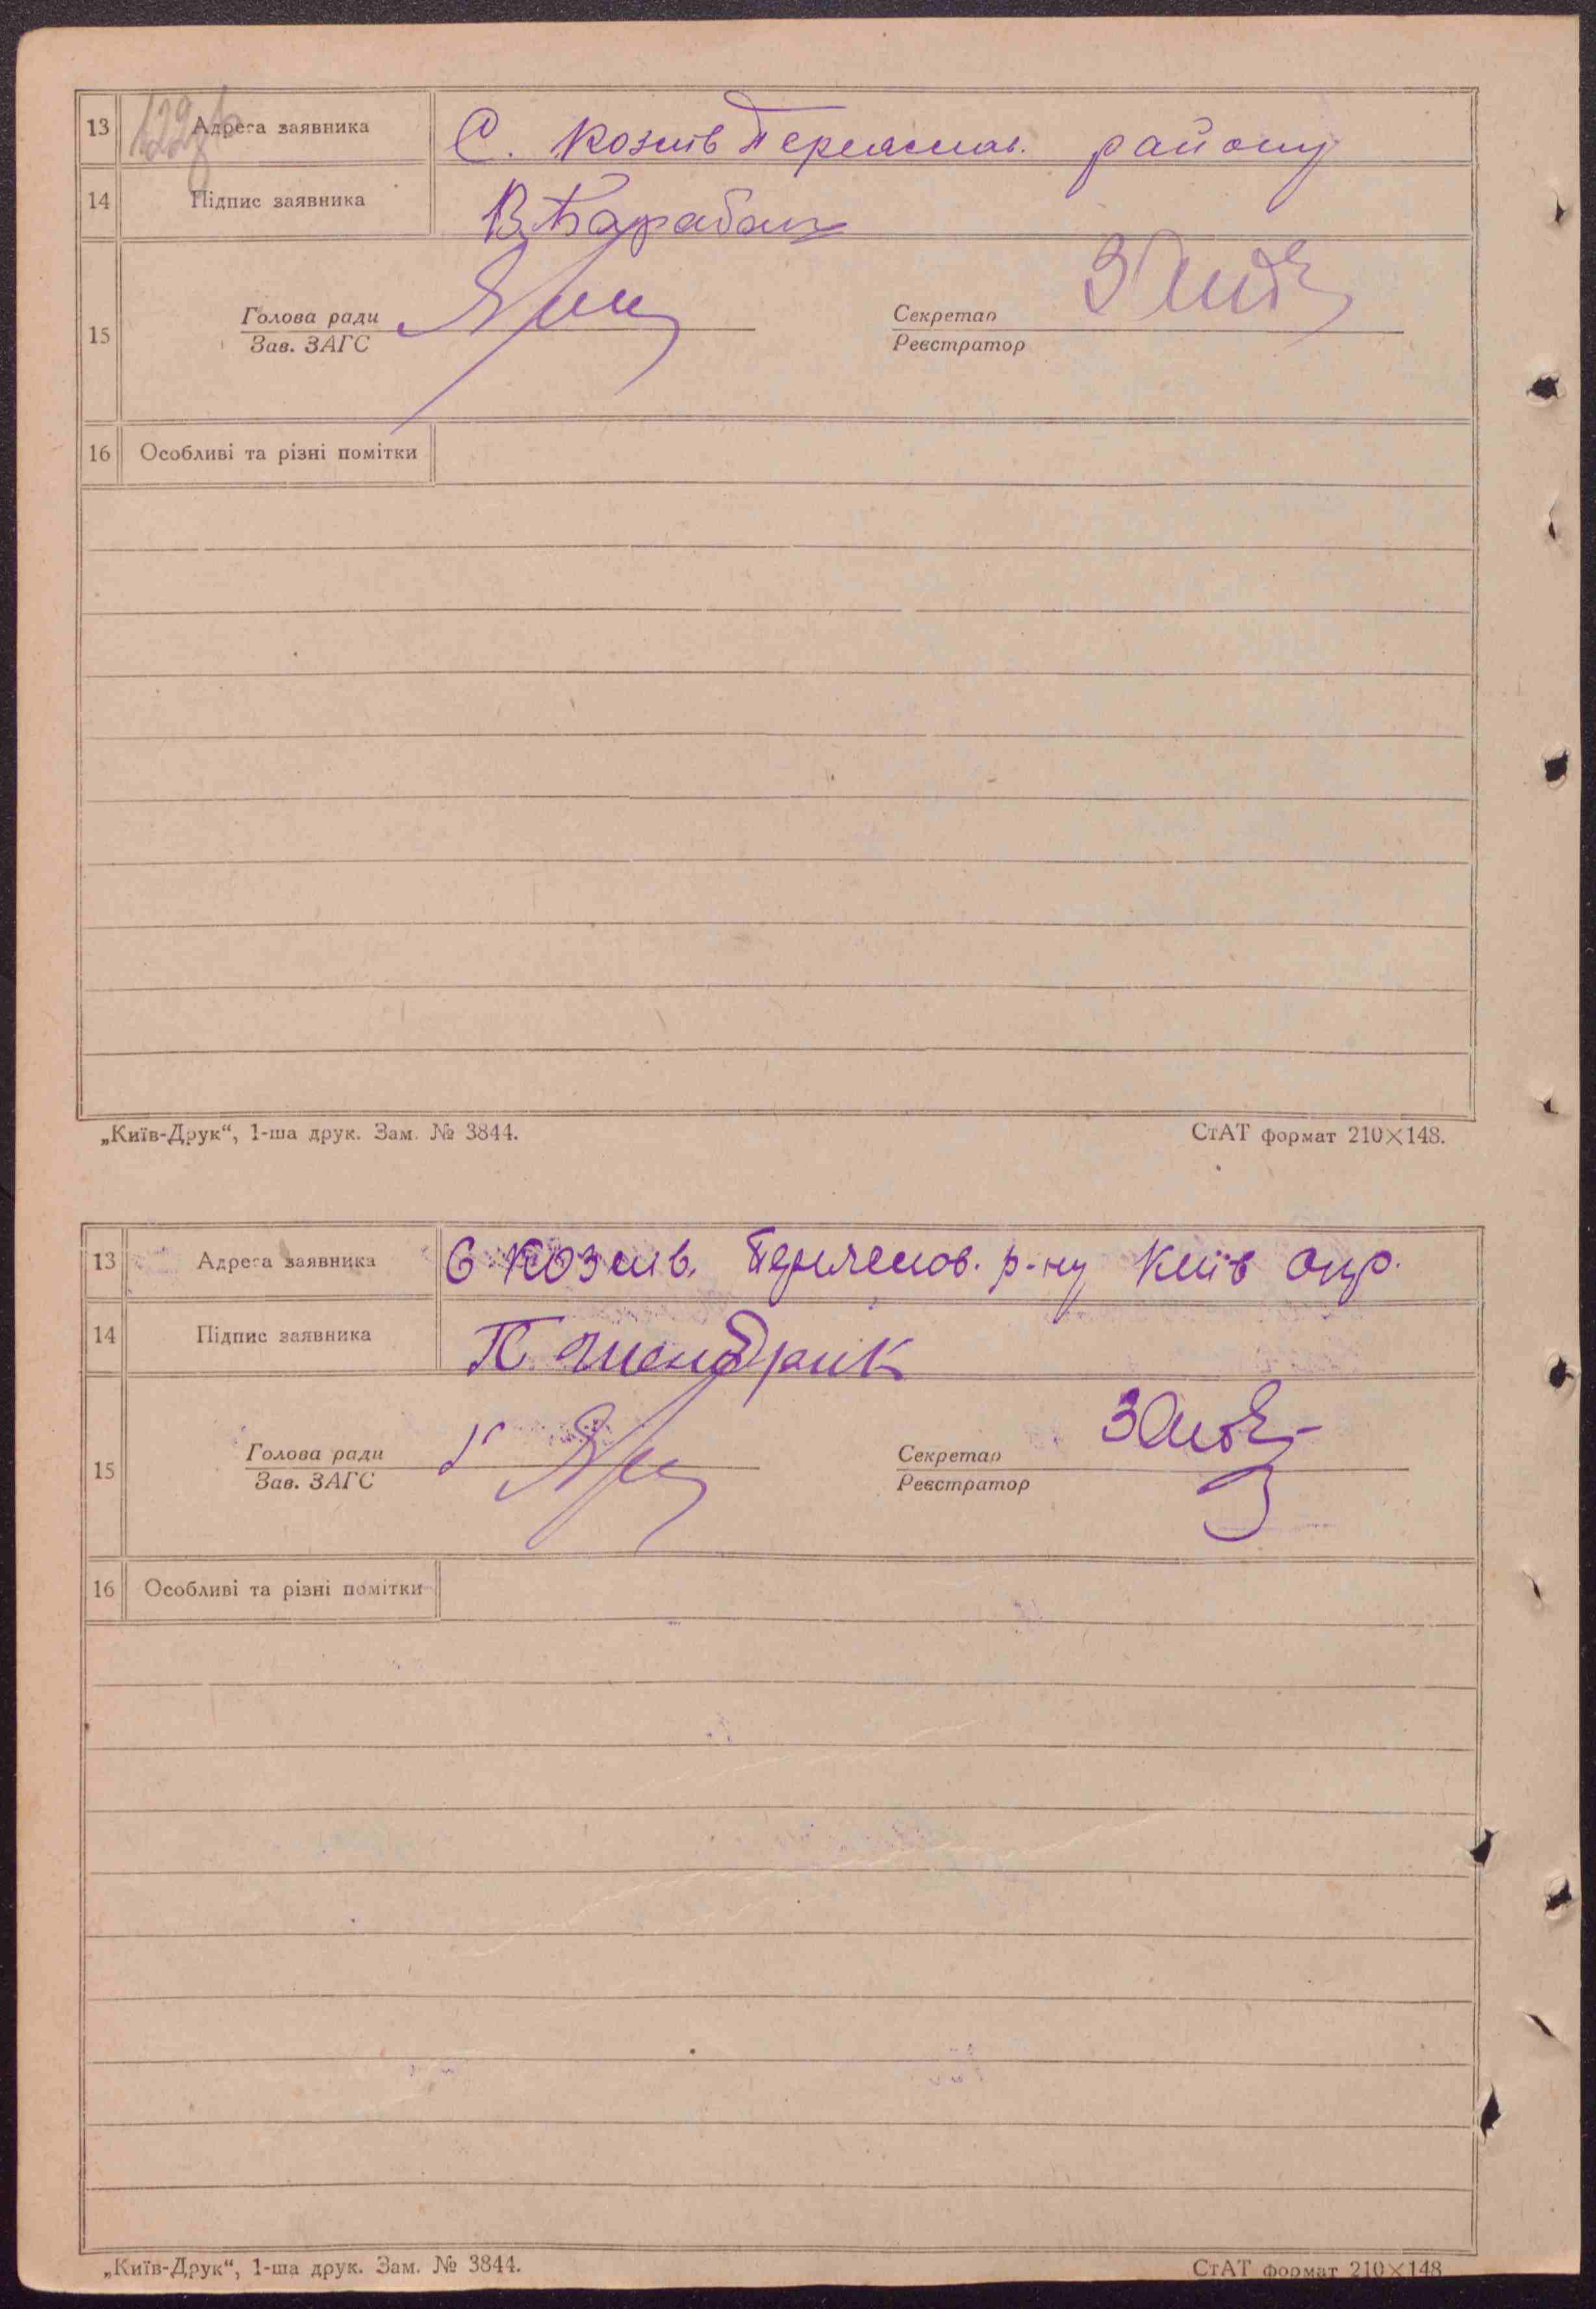 13 Адреса заявника С. Козлів Переяслав. району
14 Підпис заявника В. Барабаш
15 Голова ради Секретар
Зав. ЗАГС Реєстратор
16 Особливі та різні помітки
„Київ-Друк“, 1-ша друк. Зам. № 3844. СтАТ формат 210×148.
13 Адреса заявника С Козлів. Переяслов. р-ну Київ окр.
14 Підпис заявника П.
15 Голова ради Секретар
Зав. ЗАГС Реєстратор
16 Особливі та різні помітки
„Київ-Друк“, 1-ша друк. Зам. № 3844. СтАТ формат 210×148